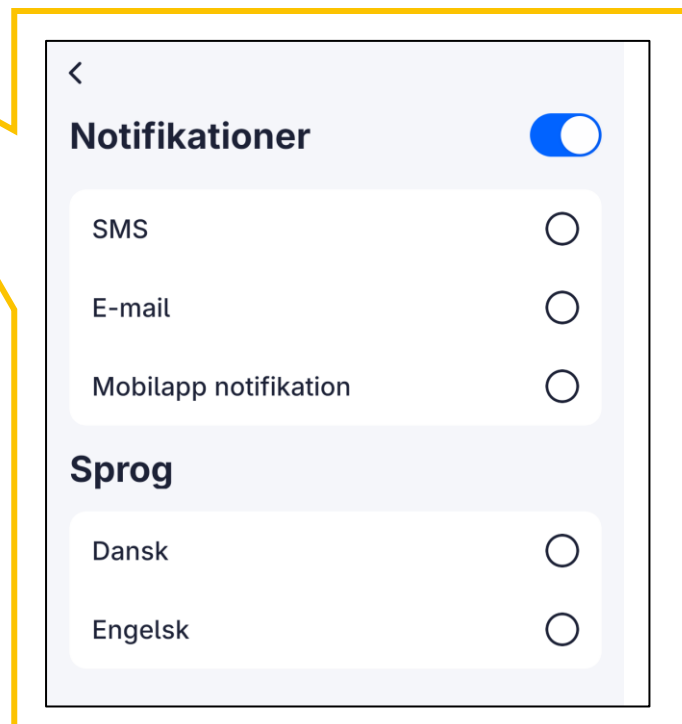 Notifikationer
SMS
E-mail
Mobilapp notifikation
Sprog
Dansk
Engelsk